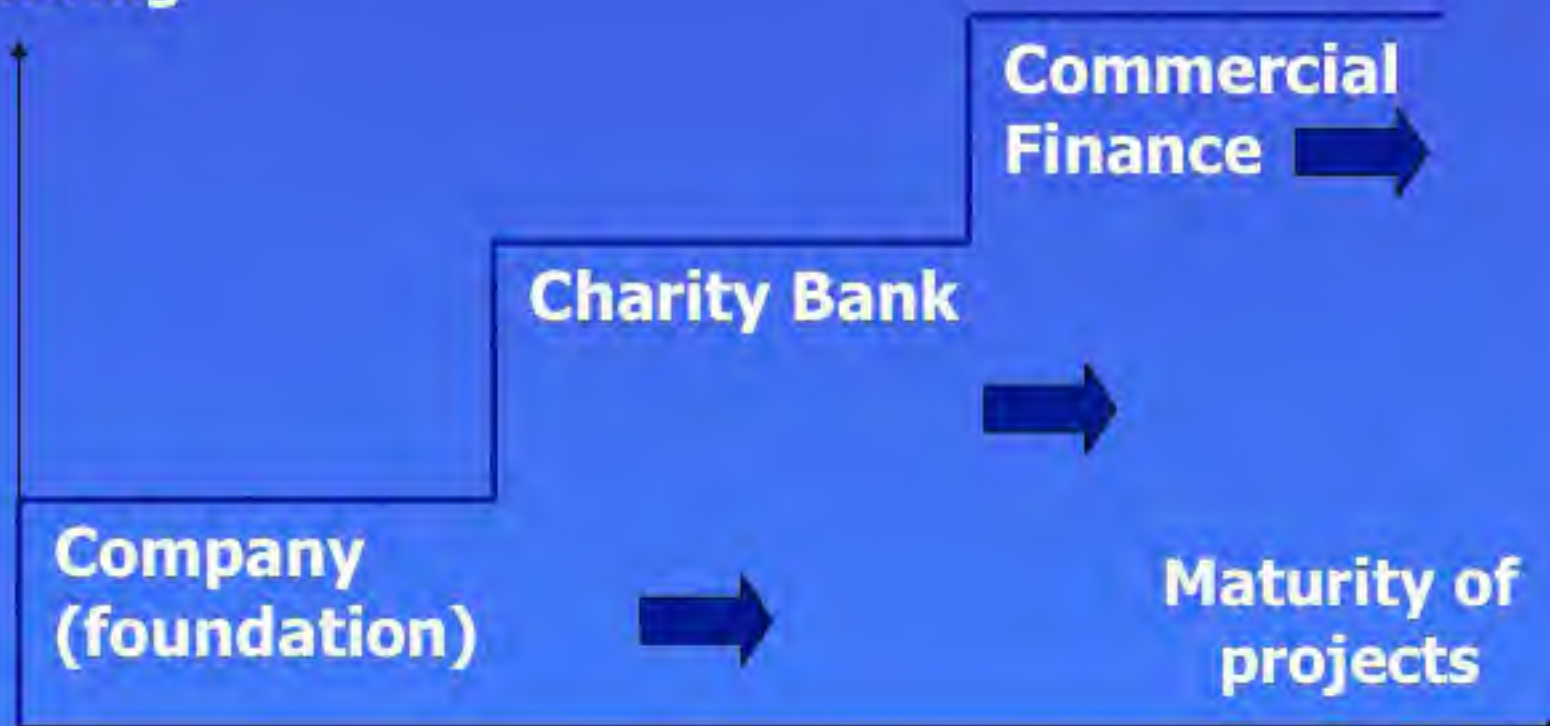 Commercial
Finance
Charity Bank
Company
(foundation)
Maturity of
projects